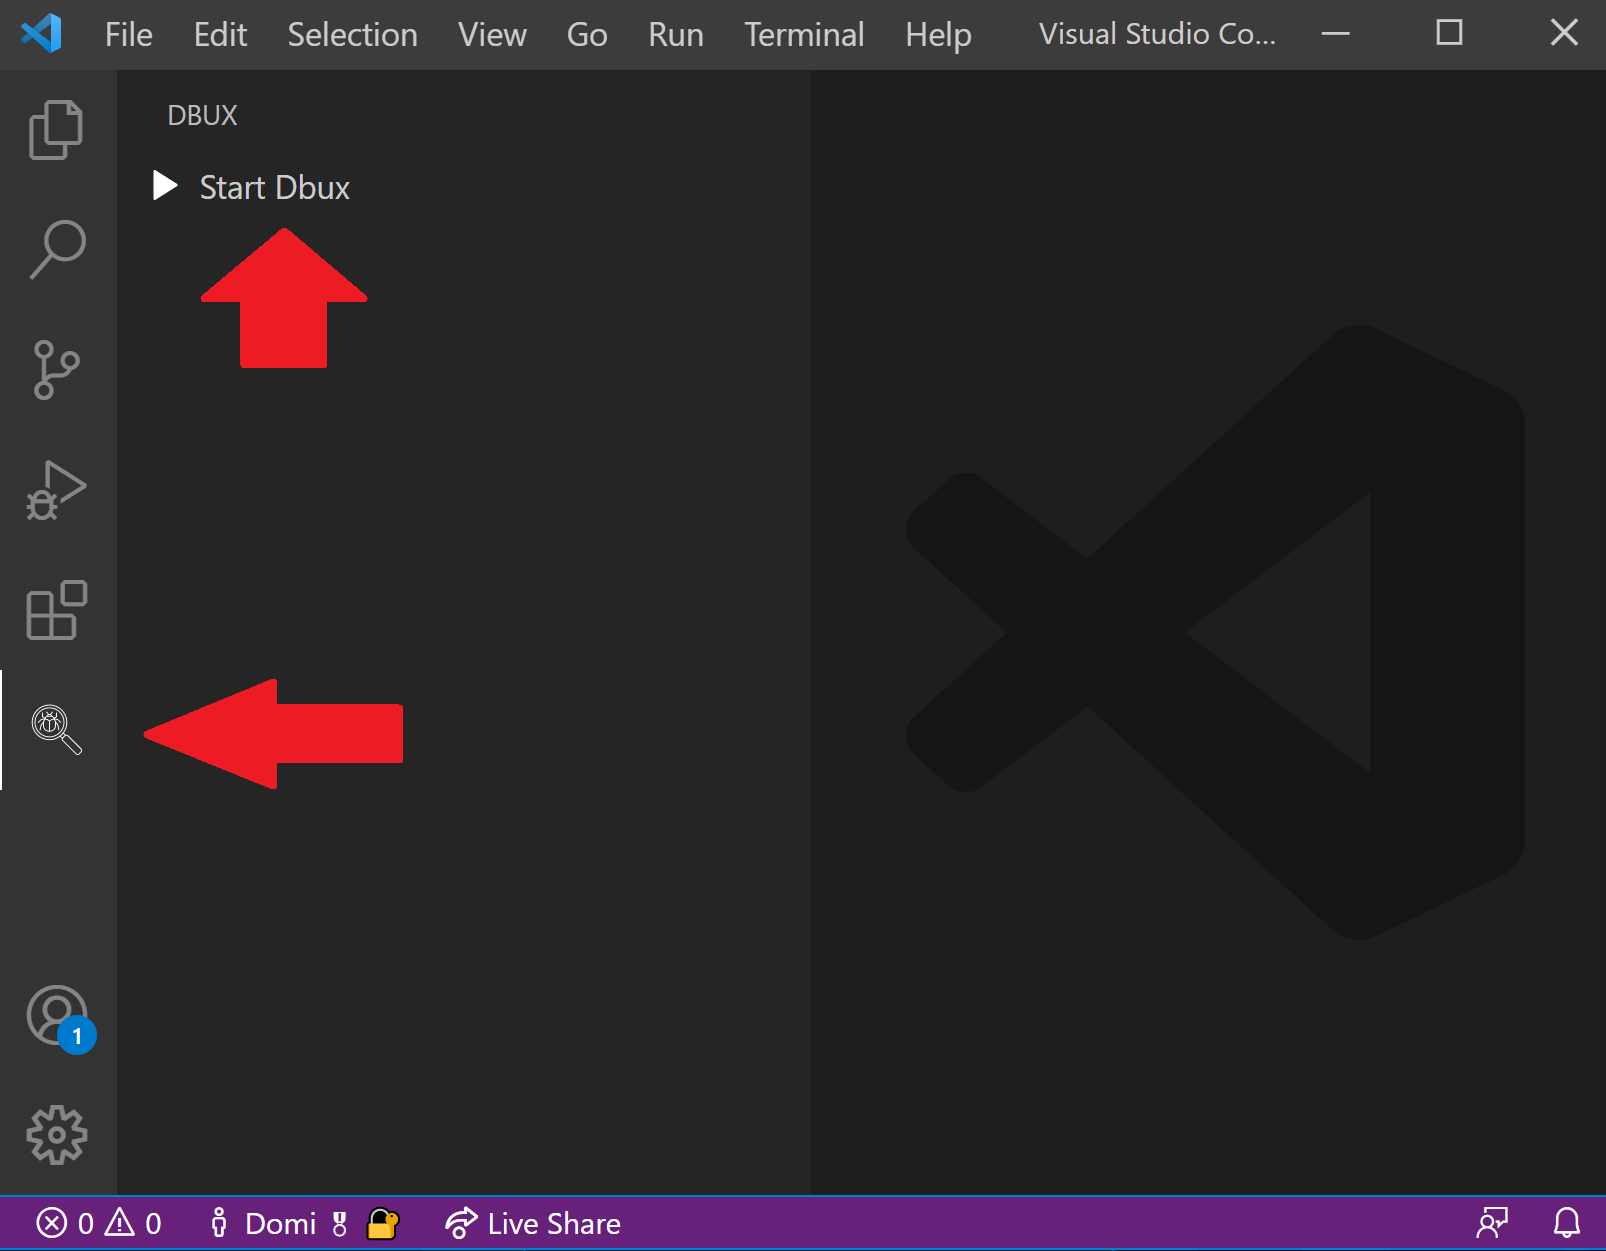 File Edit Selection View Go Run Terminal Help Visual Studio Co...
DBUX
Start Dbux
1
0 0 Domi Live Share